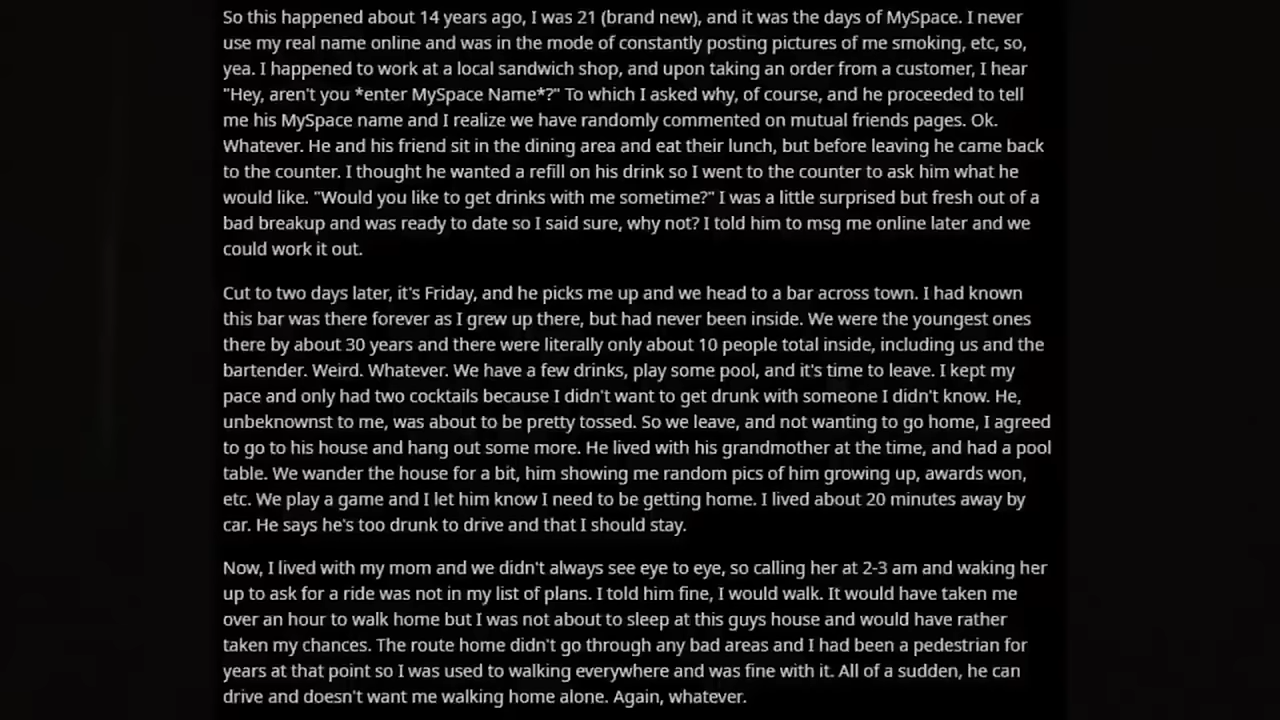 So this happened about 14 years ago, I was 21 (brand new), and it was the days of MySpace. I never
use my real name online and was in the mode of constantly posting pictures of me smoking, etc, so,
yea. I happened to work at a local sandwich shop, and upon taking an order from a customer, I hear
"Hey, aren't you *enter MySpace Name*?" To which I asked why, of course, and he proceeded to tell
me his MySpace name and I realize we have randomly commented on mutual friends pages. Ok.
Whatever. He and his friend sit in the dining area and eat their lunch, but before leaving he came back
to the counter. I thought he wanted a refill on his drink so I went to the counter to ask him what he
would like. "Would you like to get drinks with me sometime?" I was a little surprised but fresh out of a
bad breakup and was ready to date so I said sure, why not? I told him to msg me online later and we
could work it out.
Cut to two days later, it's Friday, and he picks me up and we head to a bar across town. I had known
this bar was there forever as I grew up there, but had never been inside. We were the youngest ones
there by about 30 years and there were literally only about 10 people total inside, including us and the
bartender. Weird. Whatever. We have a few drinks, play some pool, and it's time to leave. I kept my
pace and only had two cocktails because I didn't want to get drunk with someone I didn't know. He,
unbeknownst to me, was about to be pretty tossed. So we leave, and not wanting to go home, I agreed
to go to his house and hang out some more. He lived with his grandmother at the time, and had a pool
table. We wander the house for a bit, him showing me random pics of him growing up, awards won,
etc. We play a game and I let him know I need to be getting home. I lived about 20 minutes away by
car. He says he's too drunk to drive and that I should stay.
Now, I lived with my mom and we didn't always see eye to eye, so calling her at 2-3 am and waking her
up to ask for a ride was not in my list of plans. I told him fine, I would walk. It would have taken me
over an hour to walk home but I was not about to sleep at this guys house and would have rather
taken my chances. The route home didn't go through any bad areas and I had been a pedestrian for
years at that point so I was used to walking everywhere and was fine with it. All of a sudden, he can
drive and doesn't want me walking home alone. Again, whatever.